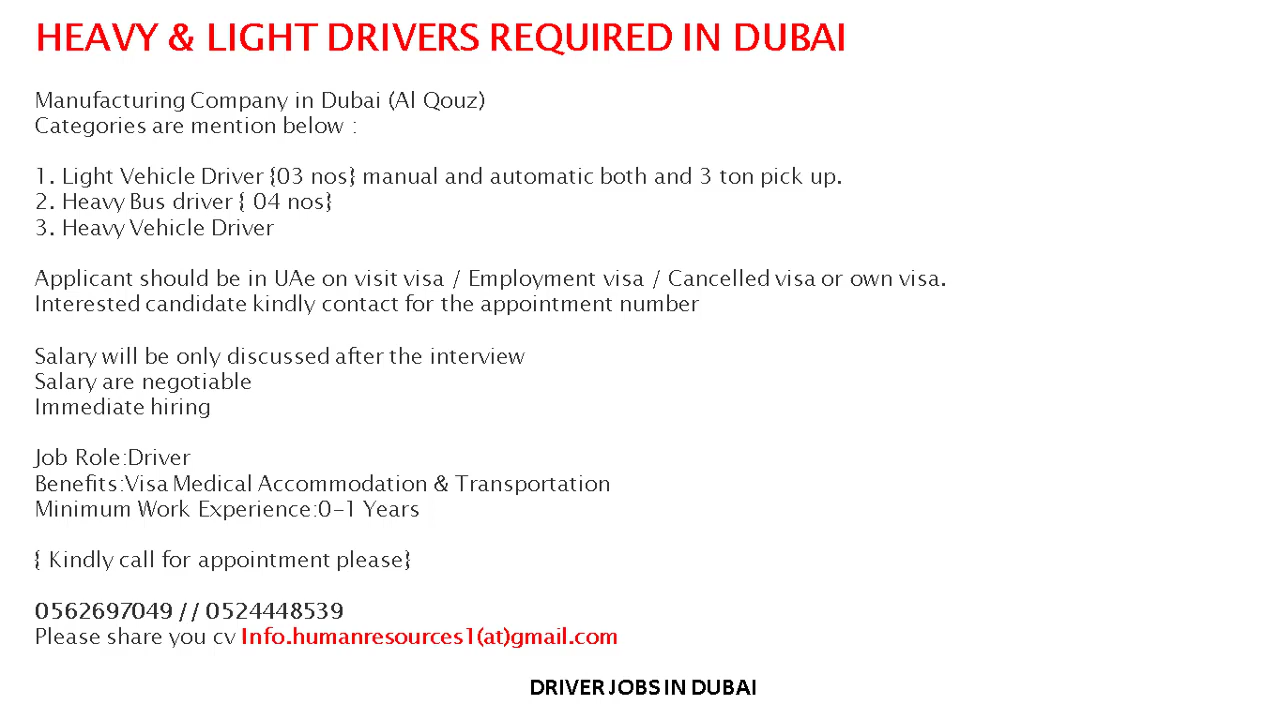 HEAVY & LIGHT DRIVERS REQUIRED IN DUBAI
Manufacturing Company in Dubai (Al Qouz)
Categories are mention below :
1. Light Vehicle Driver {03 nos} manual and automatic both and 3 ton pick up.
2. Heavy Bus driver { 04 nos}
3. Heavy Vehicle Driver
Applicant should be in UAe on visit visa / Employment visa / Cancelled visa or own visa.
Interested candidate kindly contact for the appointment number
Salary will be only discussed after the interview
Salary are negotiable
Immediate hiring
Job Role:Driver
Benefits:Visa Medical Accommodation & Transportation
Minimum Work Experience:0-1 Years
{ Kindly call for appointment please}
0562697049 // 0524448539
Please share you cv Info.humanresources1(at)gmail.com
DRIVER JOBS IN DUBAI